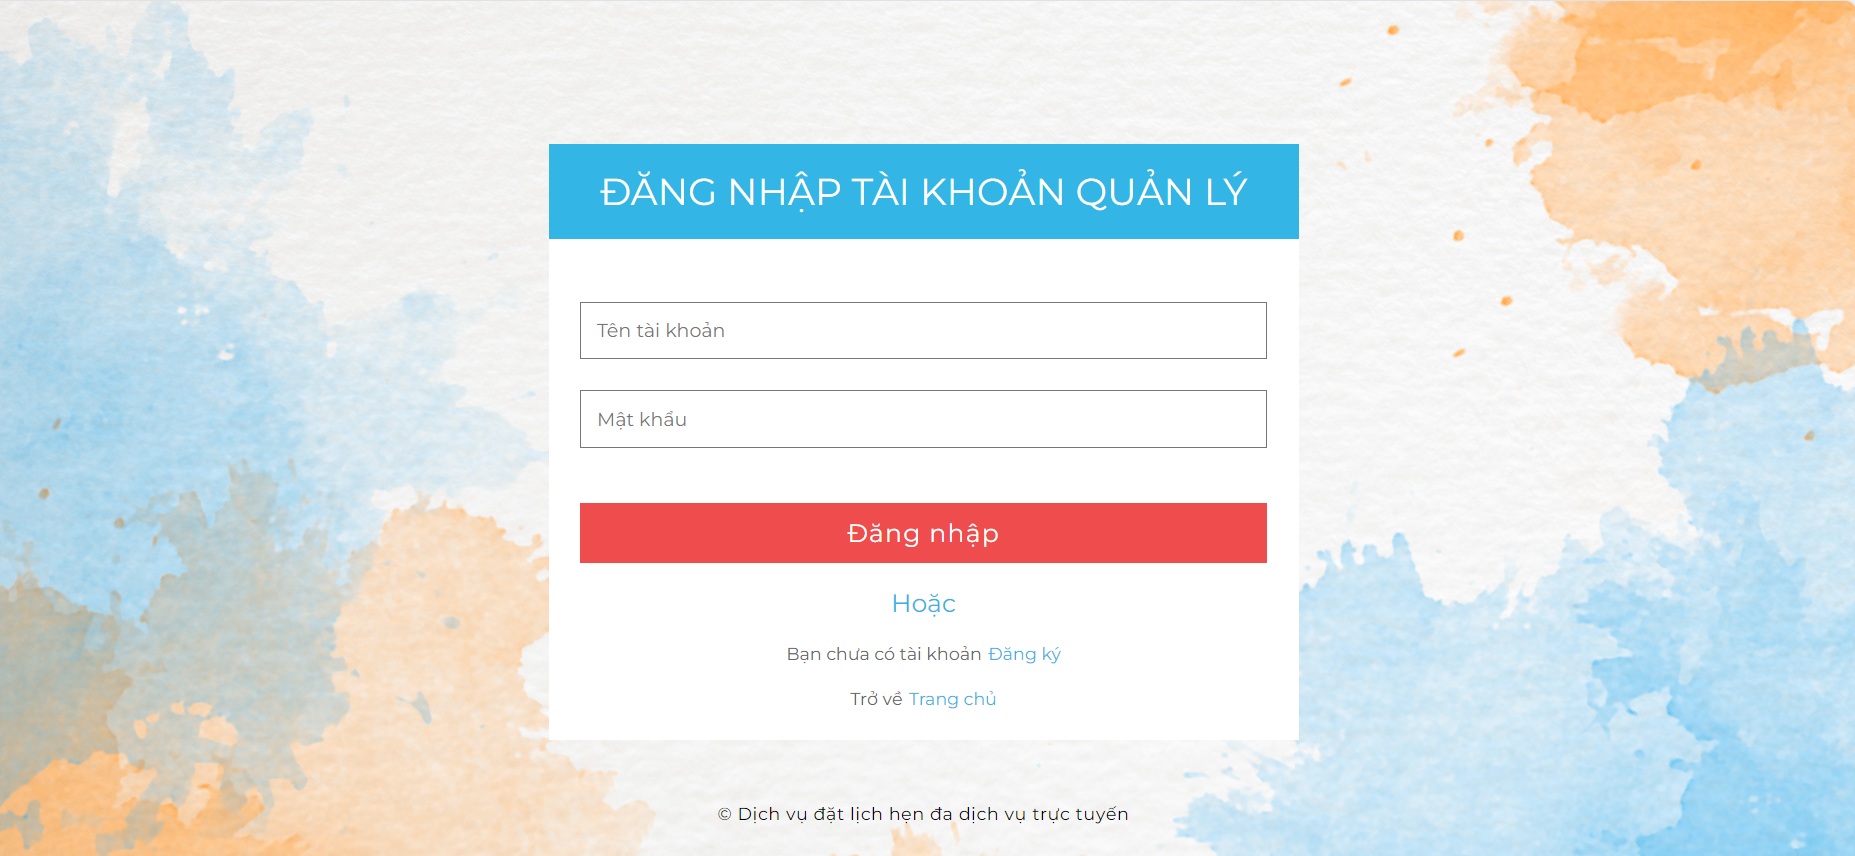 ĐĂNG NHẬP TÀI KHOẢN QUẢN LÝ
Tên tài khoản
Mật khẩu
Đăng nhập
Hoặc
Bạn chưa có tài khoản Đăng ký
Trở về Trang chủ
© Dịch vụ đặt lịch hẹn đa dịch vụ trực tuyến